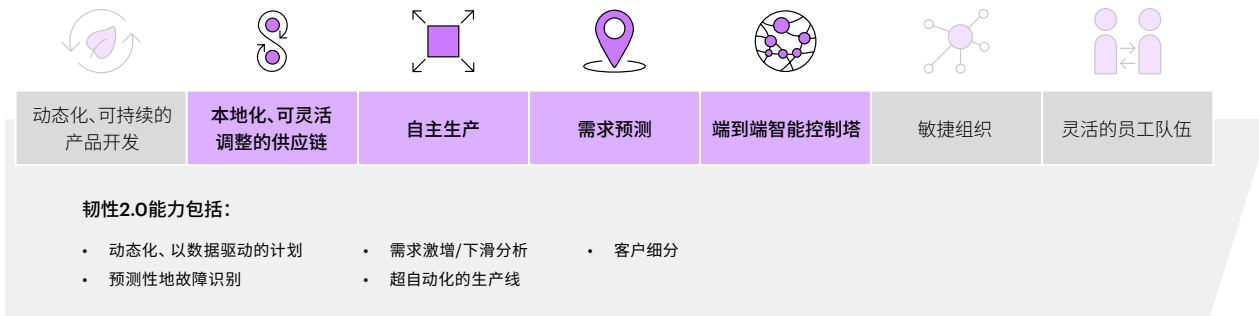 动态化、可持续的
产品开发
本地化、可灵活
调整的供应链
自主生产
需求预测
端到端智能控制塔
敏捷组织
灵活的员工队伍
韧性2.0能力包括：
• 动态化、以数据驱动的计划
• 预测性地故障识别
• 需求激增/下滑分析
• 超自动化的生产线
• 客户细分